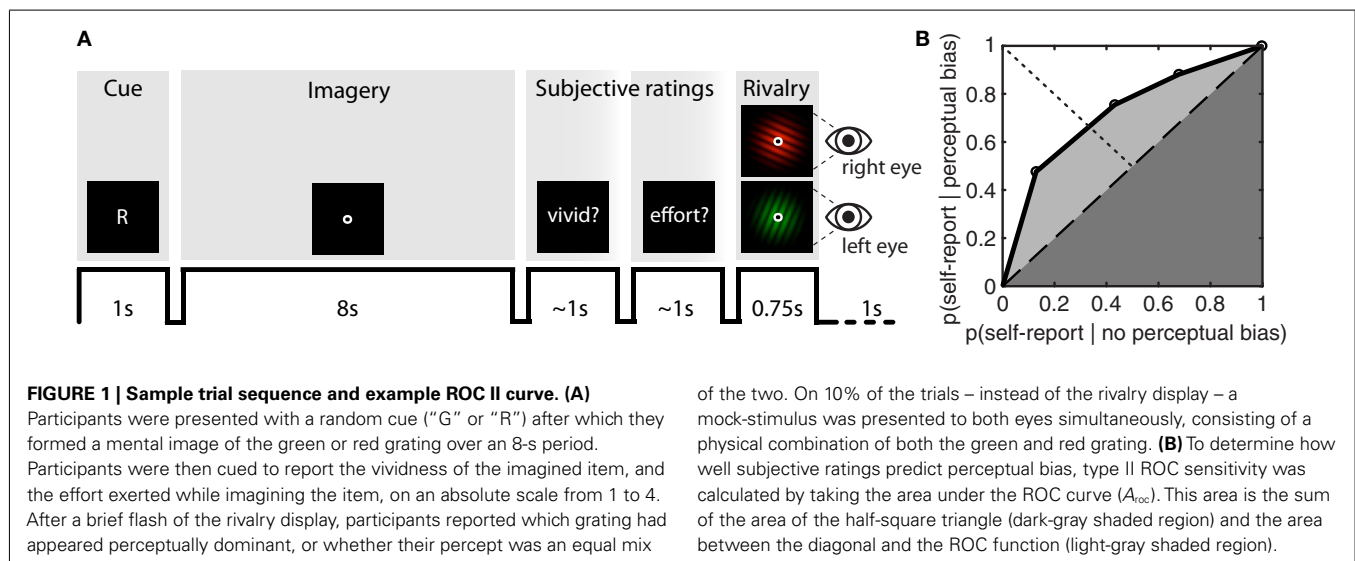 A
Cue
Imagery
Subjective ratings
Rivalry
R
vivid?
effort?
right eye
left eye
1s
8s
~1s
~1s
0.75s
1s
B
p(self-report | perceptual bias)
1
0.8
0.6
0.4
0.2
0
0
0.2
0.4
0.6
0.8
1
p(self-report | no perceptual bias)
FIGURE 1 | Sample trial sequence and example ROC II curve. (A)
Participants were presented with a random cue (“G” or “R”) after which they
formed a mental image of the green or red grating over an 8-s period.
Participants were then cued to report the vividness of the imagined item, and
the effort exerted while imagining the item, on an absolute scale from 1 to 4.
After a brief flash of the rivalry display, participants reported which grating had
appeared perceptually dominant, or whether their percept was an equal mix
of the two. On 10% of the trials – instead of the rivalry display – a
mock-stimulus was presented to both eyes simultaneously, consisting of a
physical combination of both the green and red grating. (B) To determine how
well subjective ratings predict perceptual bias, type II ROC sensitivity was
calculated by taking the area under the ROC curve (Aroc). This area is the sum
of the area of the half-square triangle (dark-gray shaded region) and the area
between the diagonal and the ROC function (light-gray shaded region).